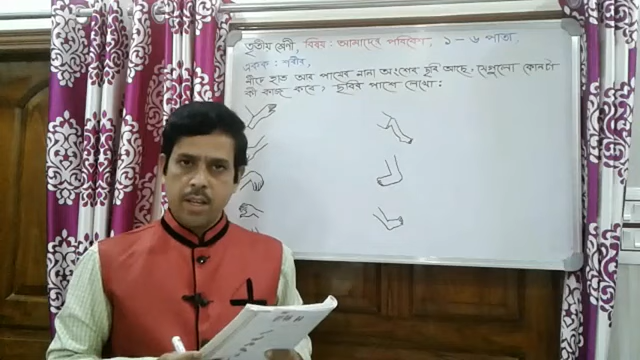 তৃতীয় শ্রেণী, বিষয়: আমাদের পরিবেশ, ১-৬ পাতা.
একক: শরীর,
নীচে হাত আর পায়ের নানা অংশের ছবি আছে, সেগুলো কোনটা
কী কাজ করে, ছবির পাশে লেখো: